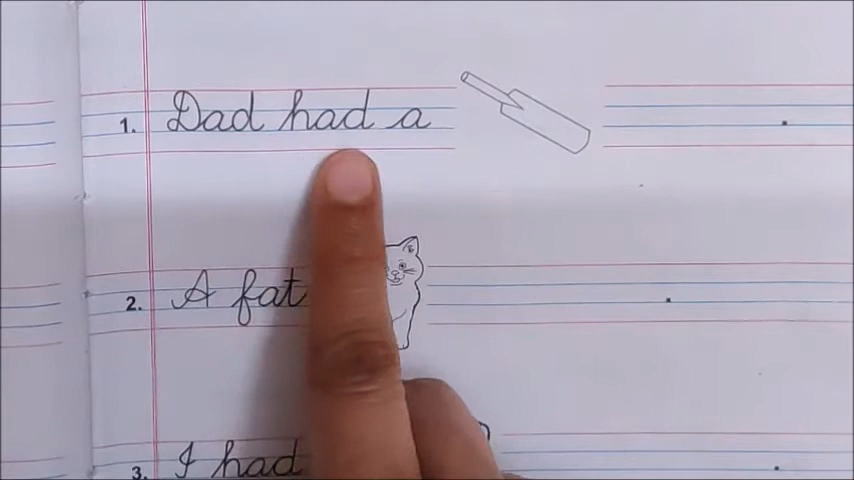 1. Dad had a .
2. A fat .
3. I had .